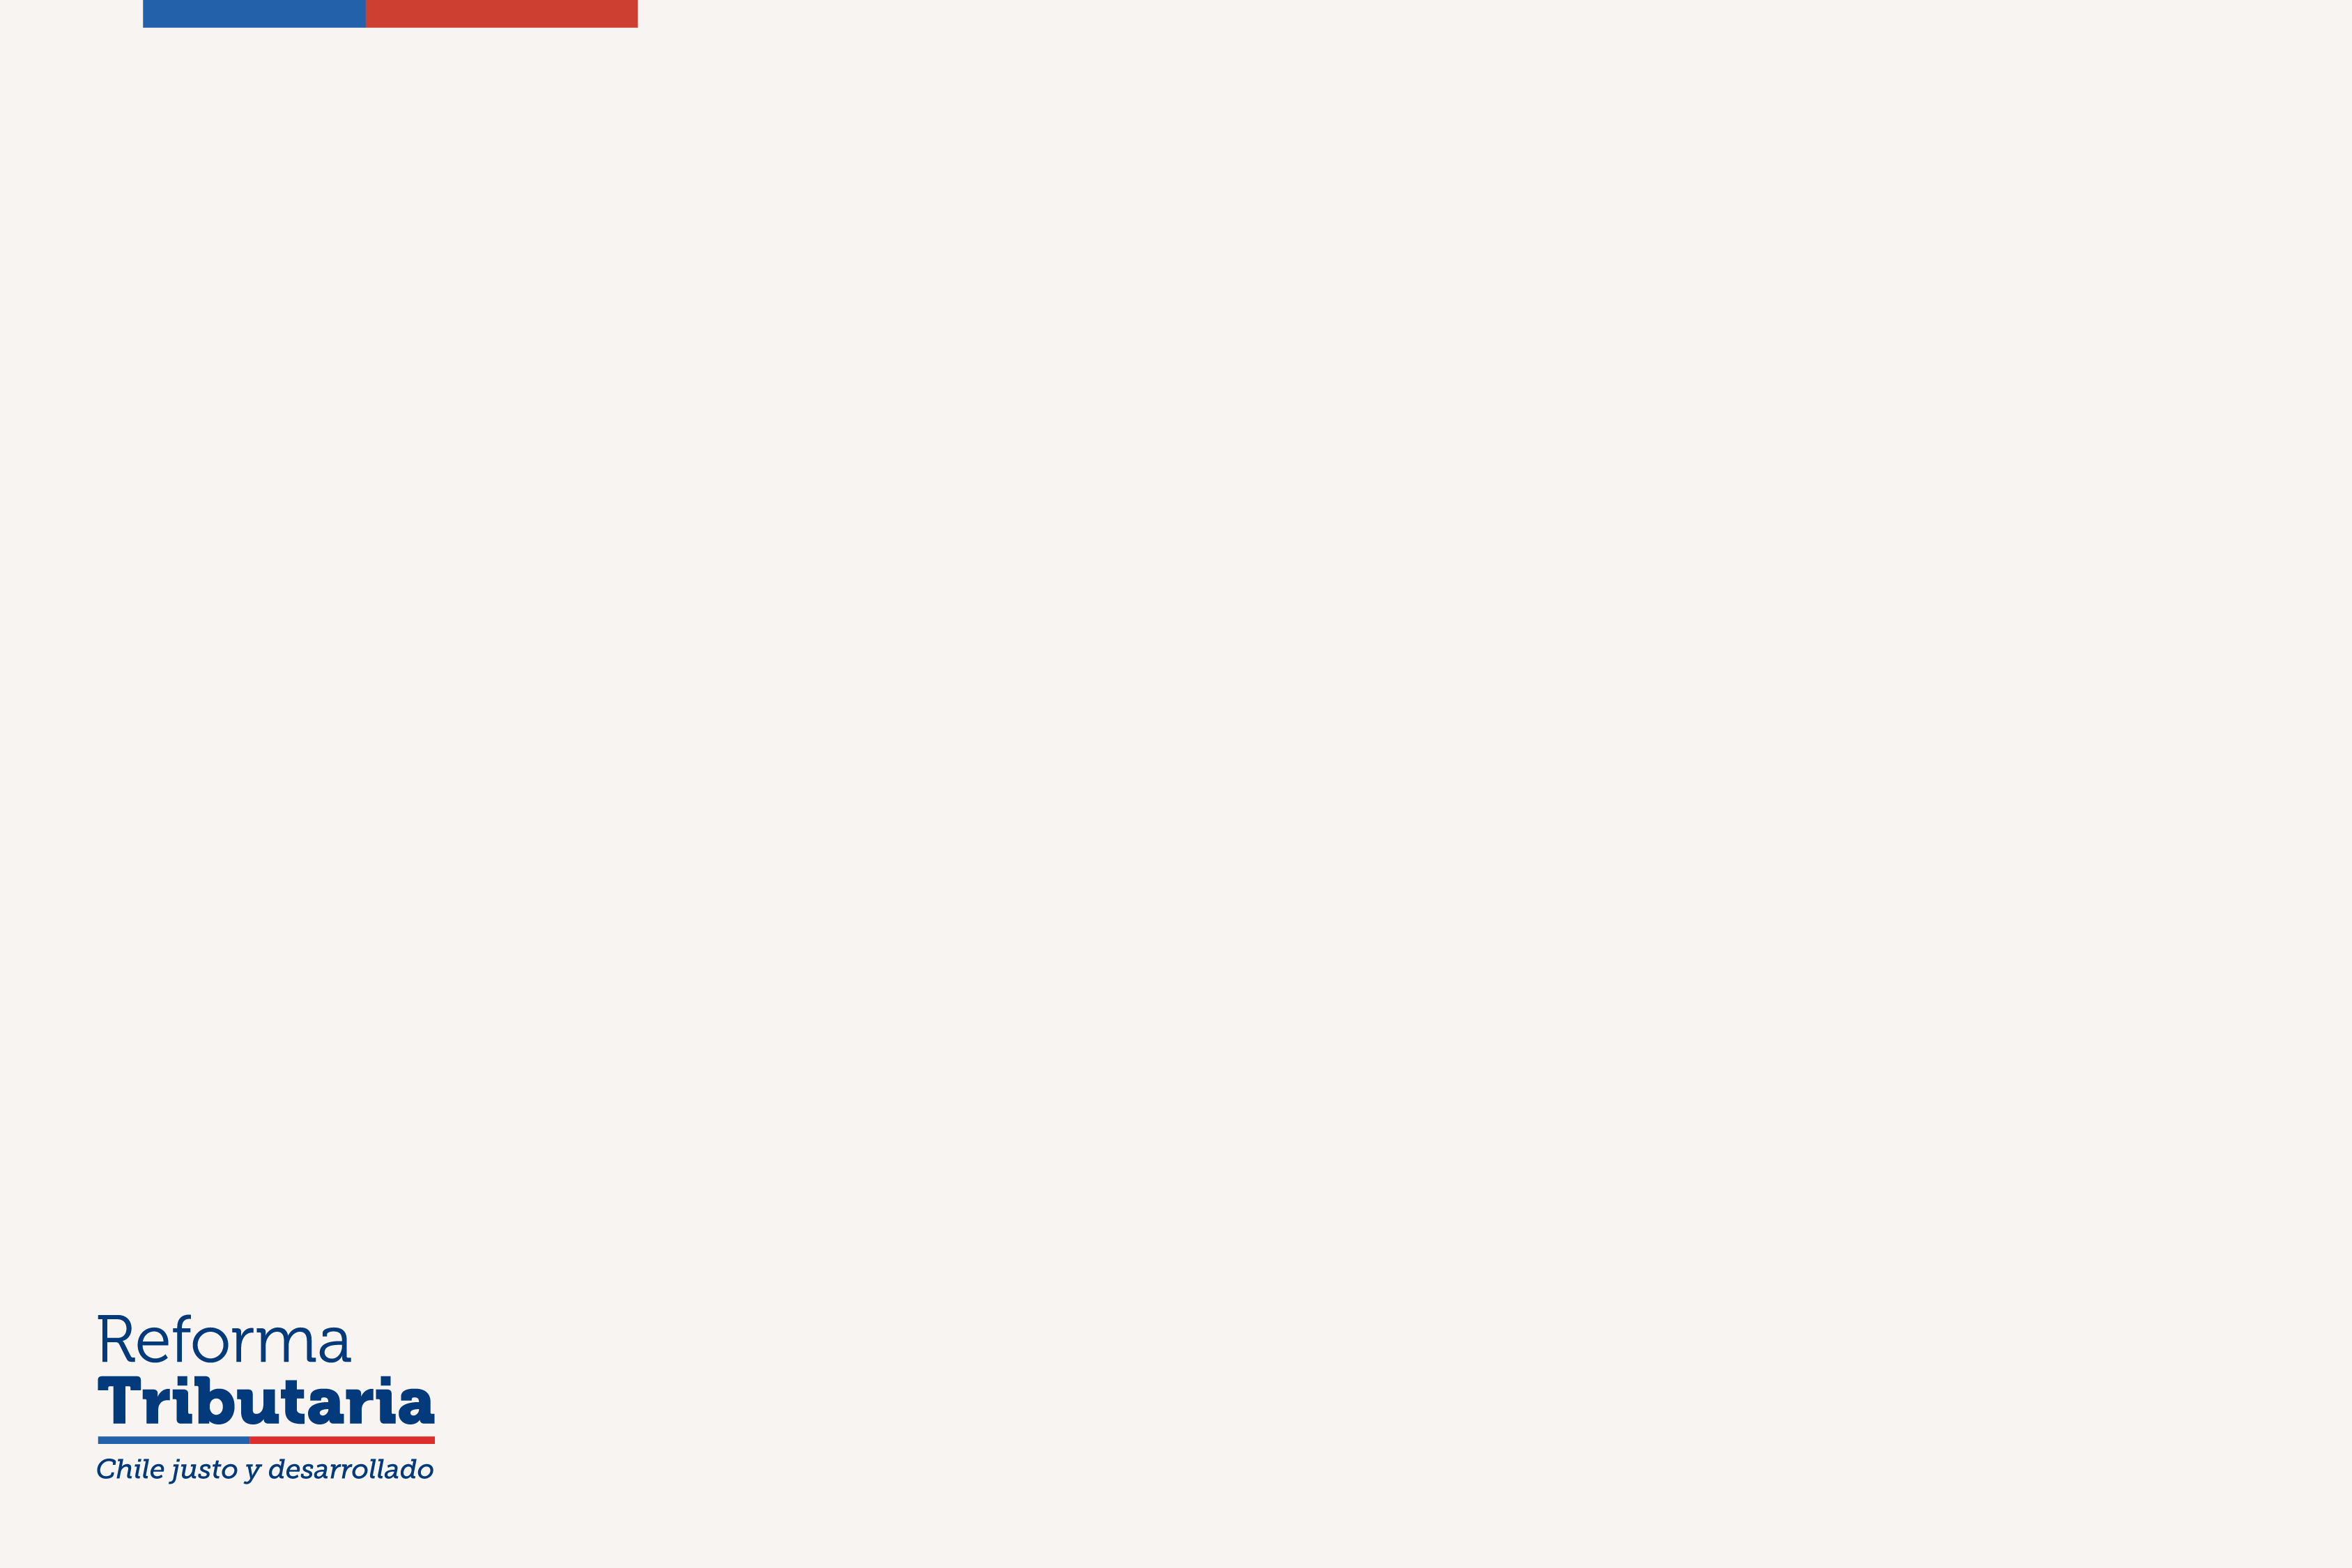 Reforma
Tributaria
Chile justo y desarrollado